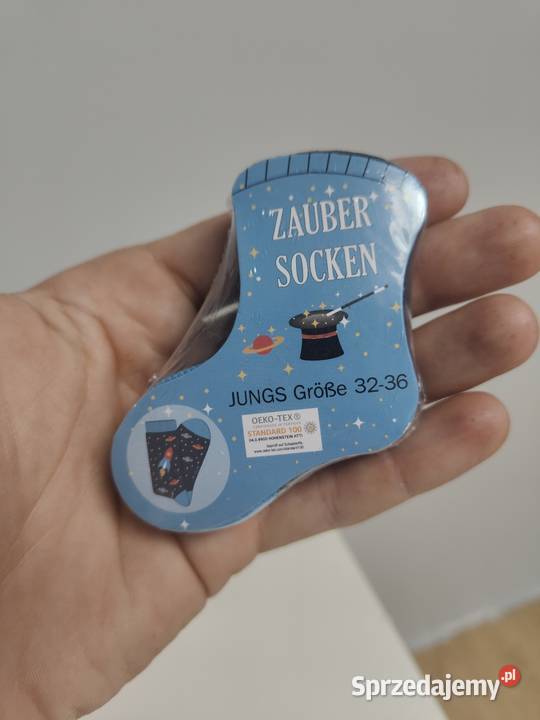 ZAUBER
SOCKEN
JUNGS Größe 32-36
OEKO-TEX®
STANDARD 100
Sprzedajemy.pl